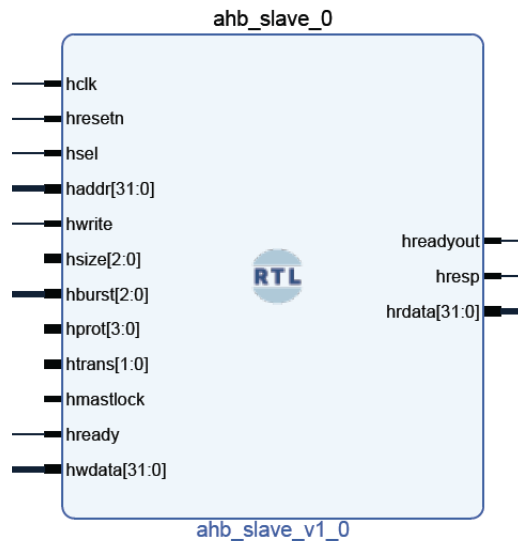 ahb_slave_0
hclk
hresetn
hsel
haddr[31:0]
hwrite
hsize[2:0]
hburst[2:0]
hprot[3:0]
htrans[1:0]
hmastlock
hready
hwdata[31:0]
RTL
hreadyout
hresp
hrdata[31:0]
ahb_slave_v1_0